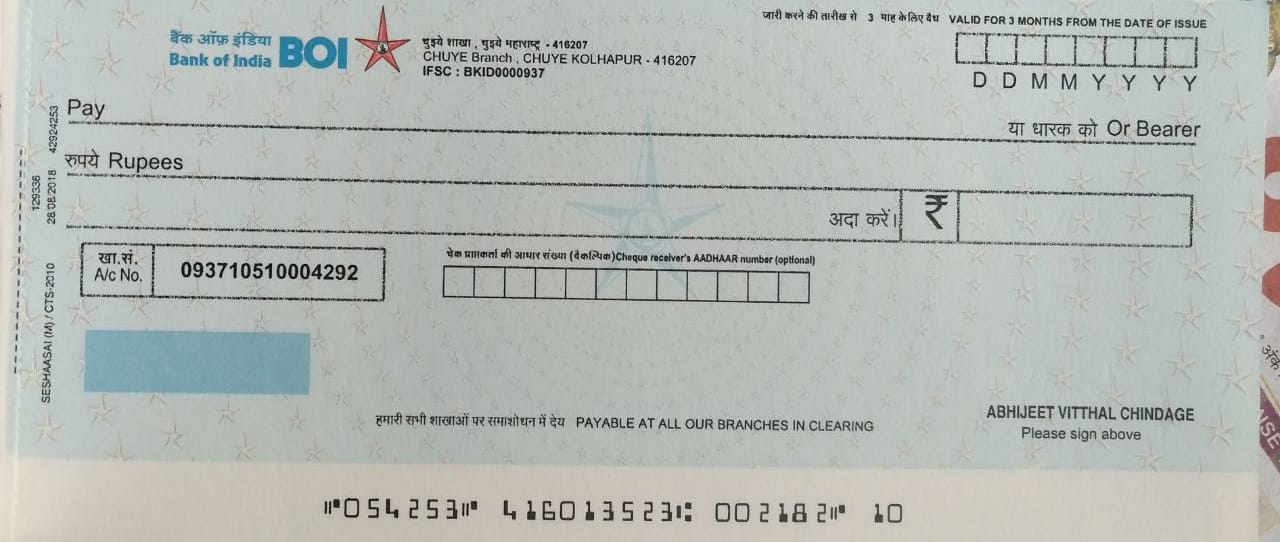 जारी करने की तारीख से 3 माह के लिए वैध VALID FOR 3 MONTHS FROM THE DATE OF ISSUE
बैंक ऑफ़ इंडिया
Bank of India BOI
चुइये शाखा , चुइये महाराष्ट्र - 416207
CHUYE Branch , CHUYE KOLHAPUR - 416207
IFSC : BKID0000937
D D M M Y Y Y Y
Pay
या धारक को Or Bearer
रुपये Rupees
अदा करें। ₹
खा.सं.
A/c No. 093710510004292
चेक प्राप्तकर्ता की आधार संख्या (वैकल्पिक)Cheque receiver's AADHAAR number (optional)
SESHAASAI (M) / CTS-2010
129336
28/08/2018 42924253
हमारी सभी शाखाओं पर समाशोधन में देय PAYABLE AT ALL OUR BRANCHES IN CLEARING
ABHIJEET VITTHAL CHINDAGE
Please sign above
⑈054253⑈ 416013523⑆ 002182⑈ 10